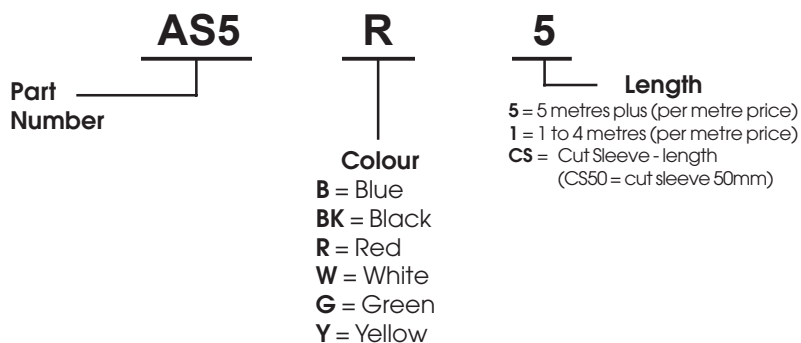 AS5 R 5
Part
Number
Colour
B = Blue
BK = Black
R = Red
W = White
G = Green
Y = Yellow
Length
5 = 5 metres plus (per metre price)
1 = 1 to 4 metres (per metre price)
CS = Cut Sleeve - length
(CS50 = cut sleeve 50mm)